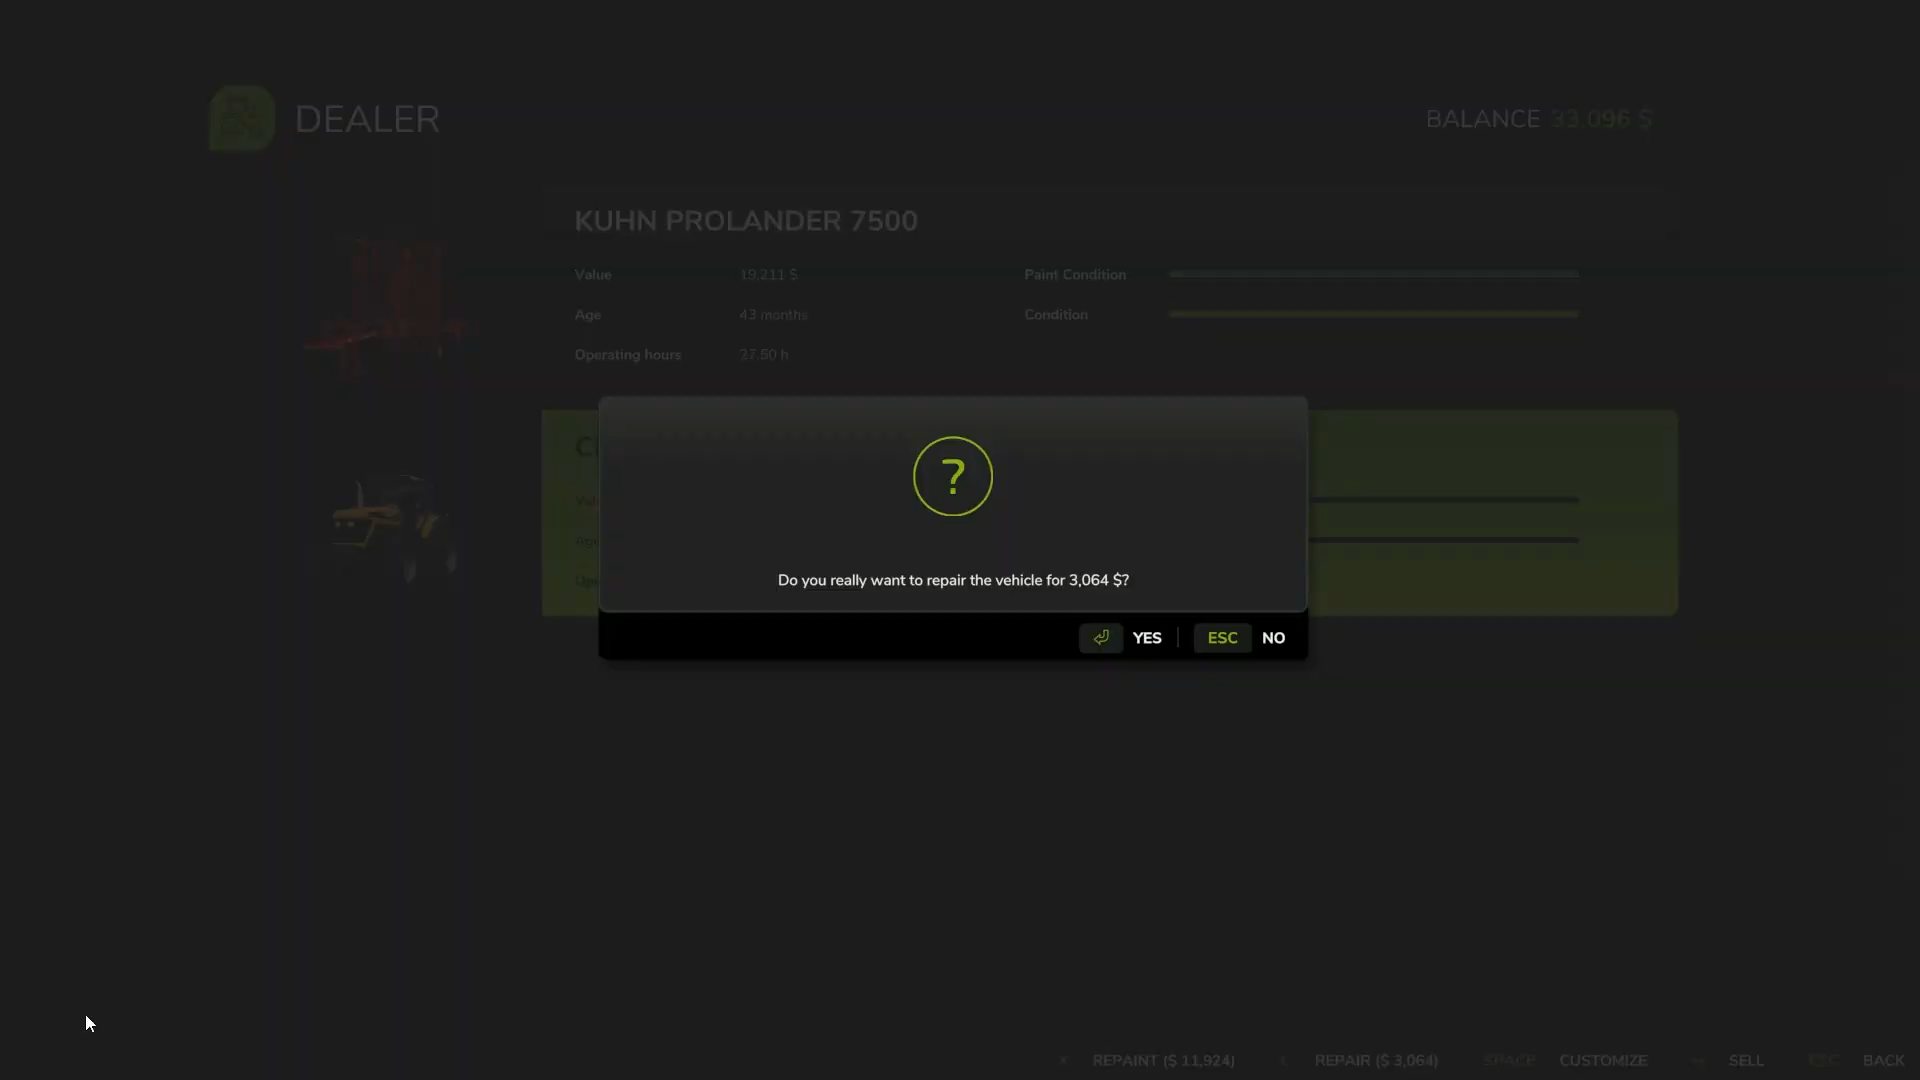 DEALER
BALANCE 33,096 $
KUHN PROLANDER 7500
Value 19,211 $ Paint Condition
Age 43 months Condition
Operating hours 27.50 h
?
Do you really want to repair the vehicle for 3,064 $?
YES ESC NO
REPAINT ($ 11,924) REPAIR ($ 3,064) SPACE CUSTOMIZE SELL ESC BACK